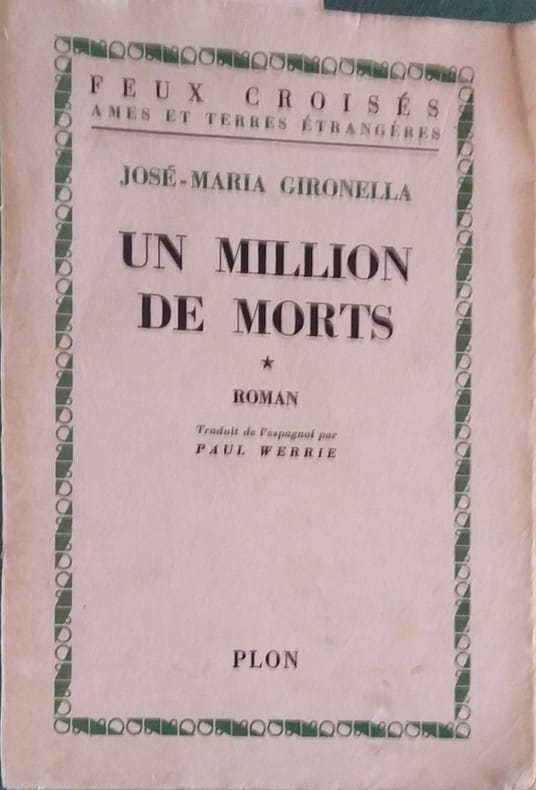 FEUX CROISÉS
AMES ET TERRES ÉTRANGÈRES
JOSÉ-MARIA GIRONELLA
UN MILLION
DE MORTS
★
ROMAN
Traduit de l'espagnol par
PAUL WERRIE
PLON